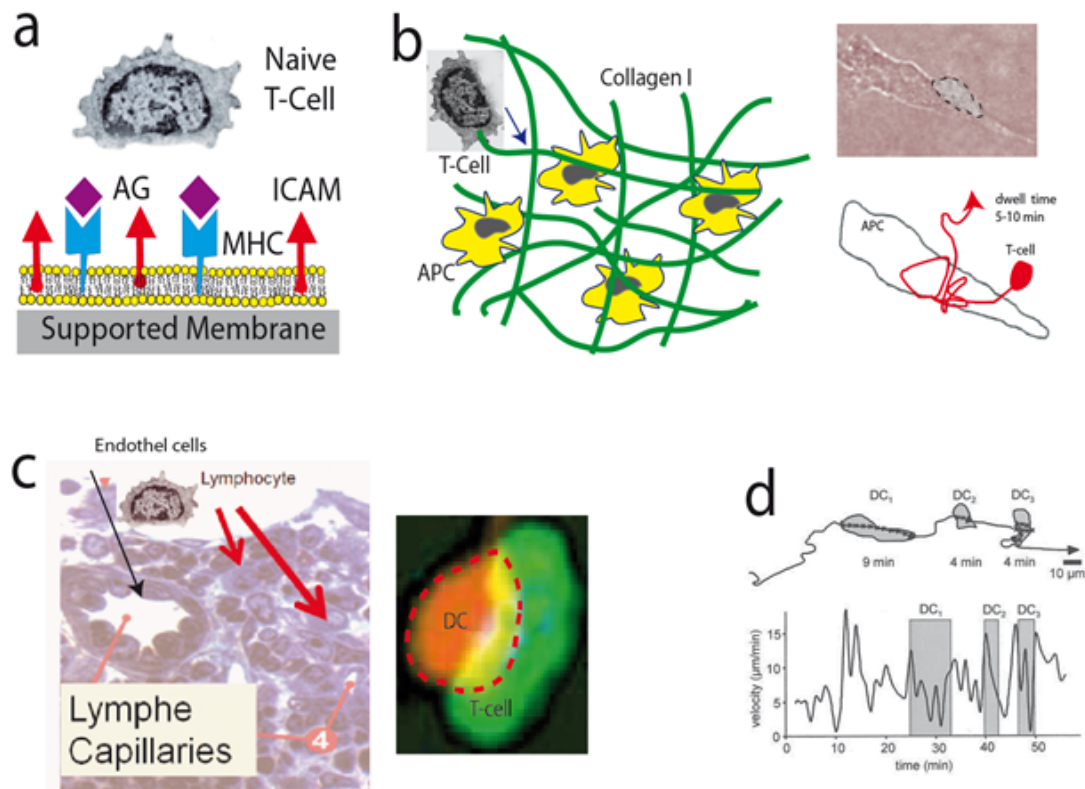 a
Naive
T-Cell
AG
ICAM
MHC
Supported Membrane
b
Collagen I
T-Cell
APC
dwell time
5-10 min
APC
T-cell
c
Endothel cells
Lymphocyte
Lymphe
Capillaries
4
DC
T-cell
d
DC1
DC2
DC3
9 min
4 min
4 min
10 µm
DC1
DC2
DC3
velocity (µm/min)
15
10
5
0
0
10
20
30
40
50
time (min)